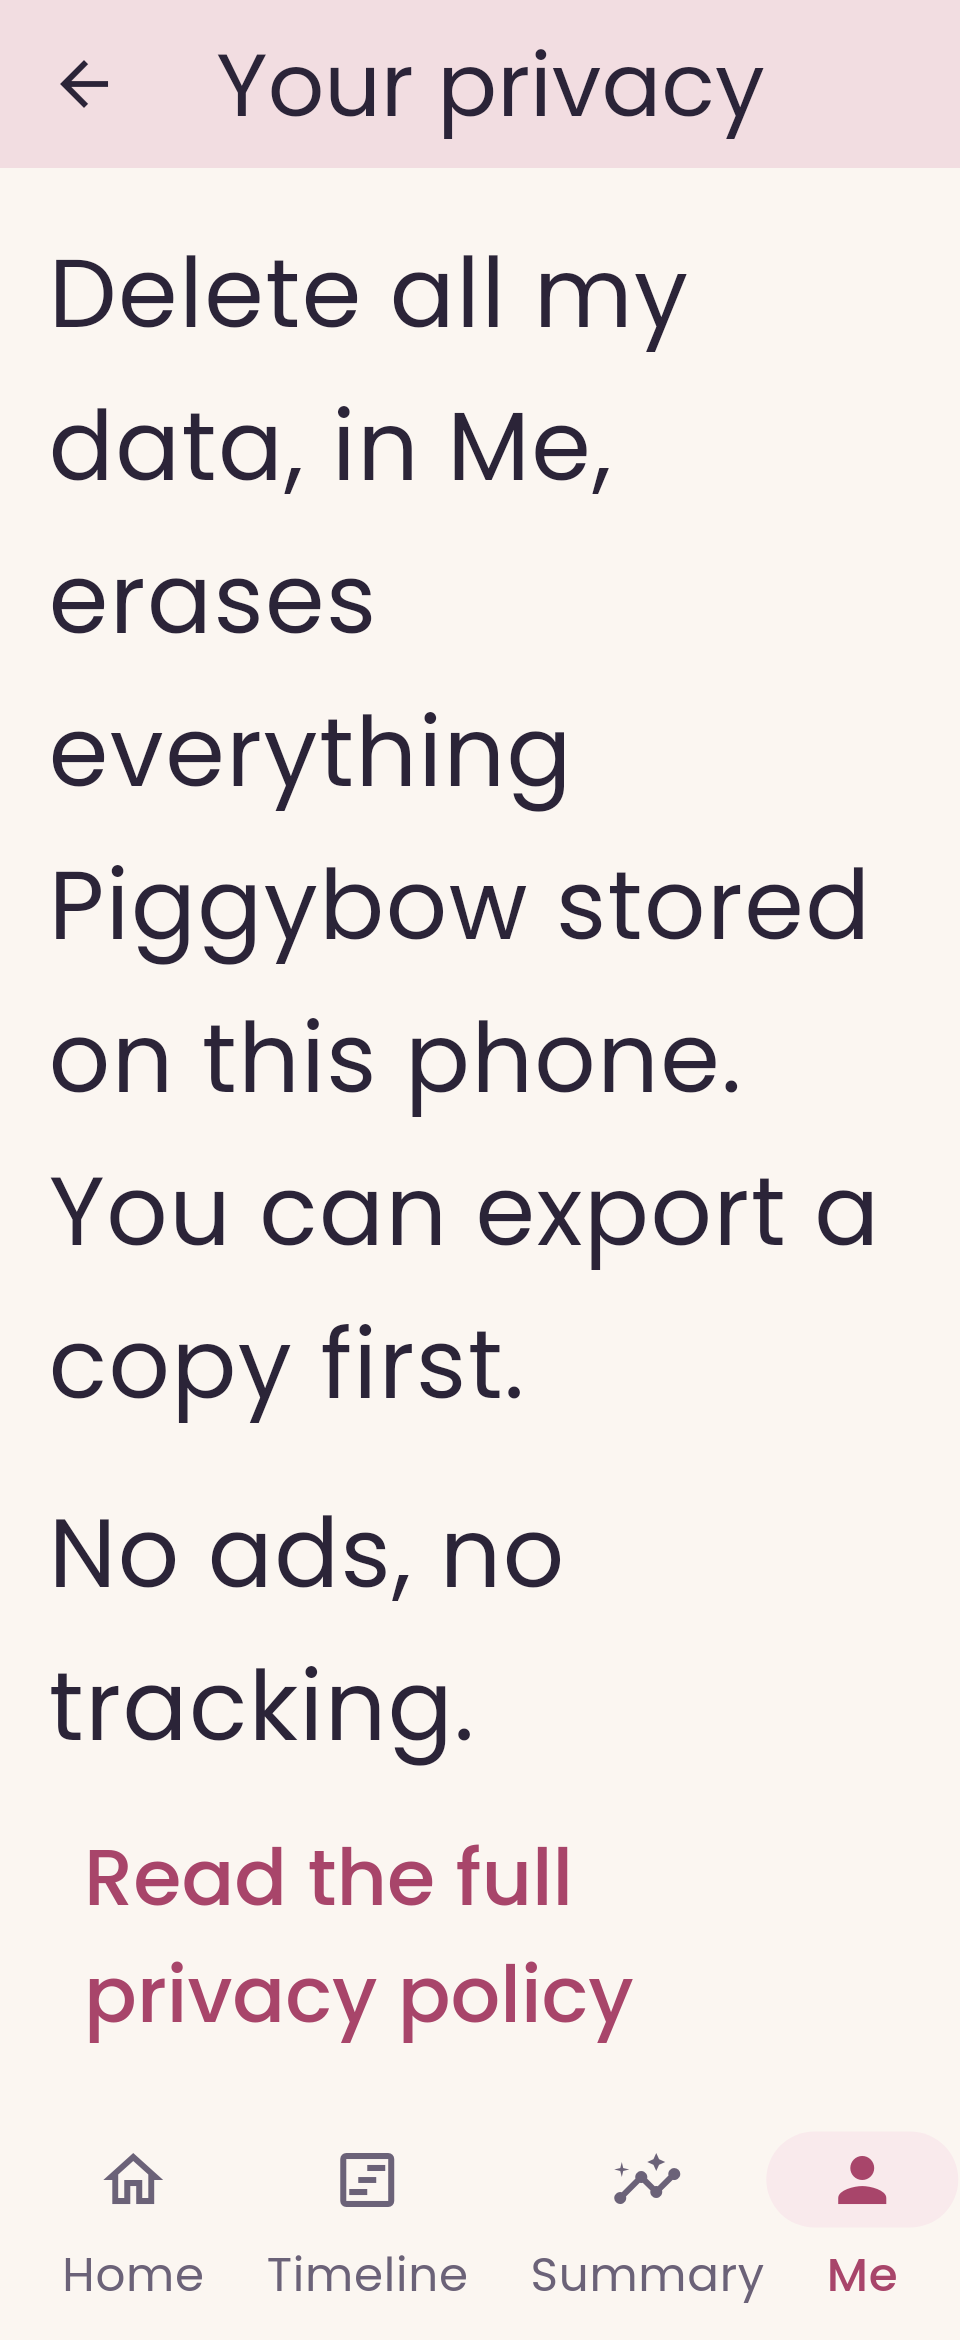 Your privacy
Delete all my
data, in Me,
erases
everything
Piggybow stored
on this phone.
You can export a
copy first.
No ads, no
tracking.
Read the full
privacy policy
Home Timeline Summary Me